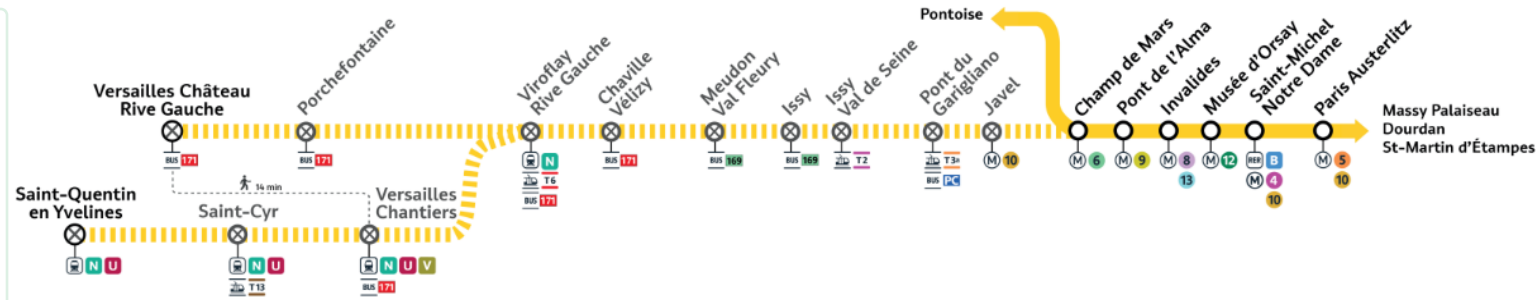 Pontoise
Versailles Château
Rive Gauche
Porchefontaine
Viroflay
Rive Gauche
Chaville
Vélizy
Meudon
Val Fleury
Issy
Issy
Val de Seine
Pont du
Garigliano
Javel
Champ de Mars
Pont de l'Alma
Invalides
Musée d'Orsay
Saint-Michel
Notre Dame
Paris Austerlitz
Massy Palaiseau
Dourdan
St-Martin d'Étampes
BUS 171
BUS 171
N
T6
BUS 171
BUS 171
BUS 169
BUS 169
T2
T3a
BUS PC
M 10
M 6
M 9
M 8
13
M 12
RER B
M 4
10
M 5
10
14 min
Saint-Quentin
en Yvelines
Saint-Cyr
Versailles
Chantiers
N U
N U
T13
N U V
BUS 171